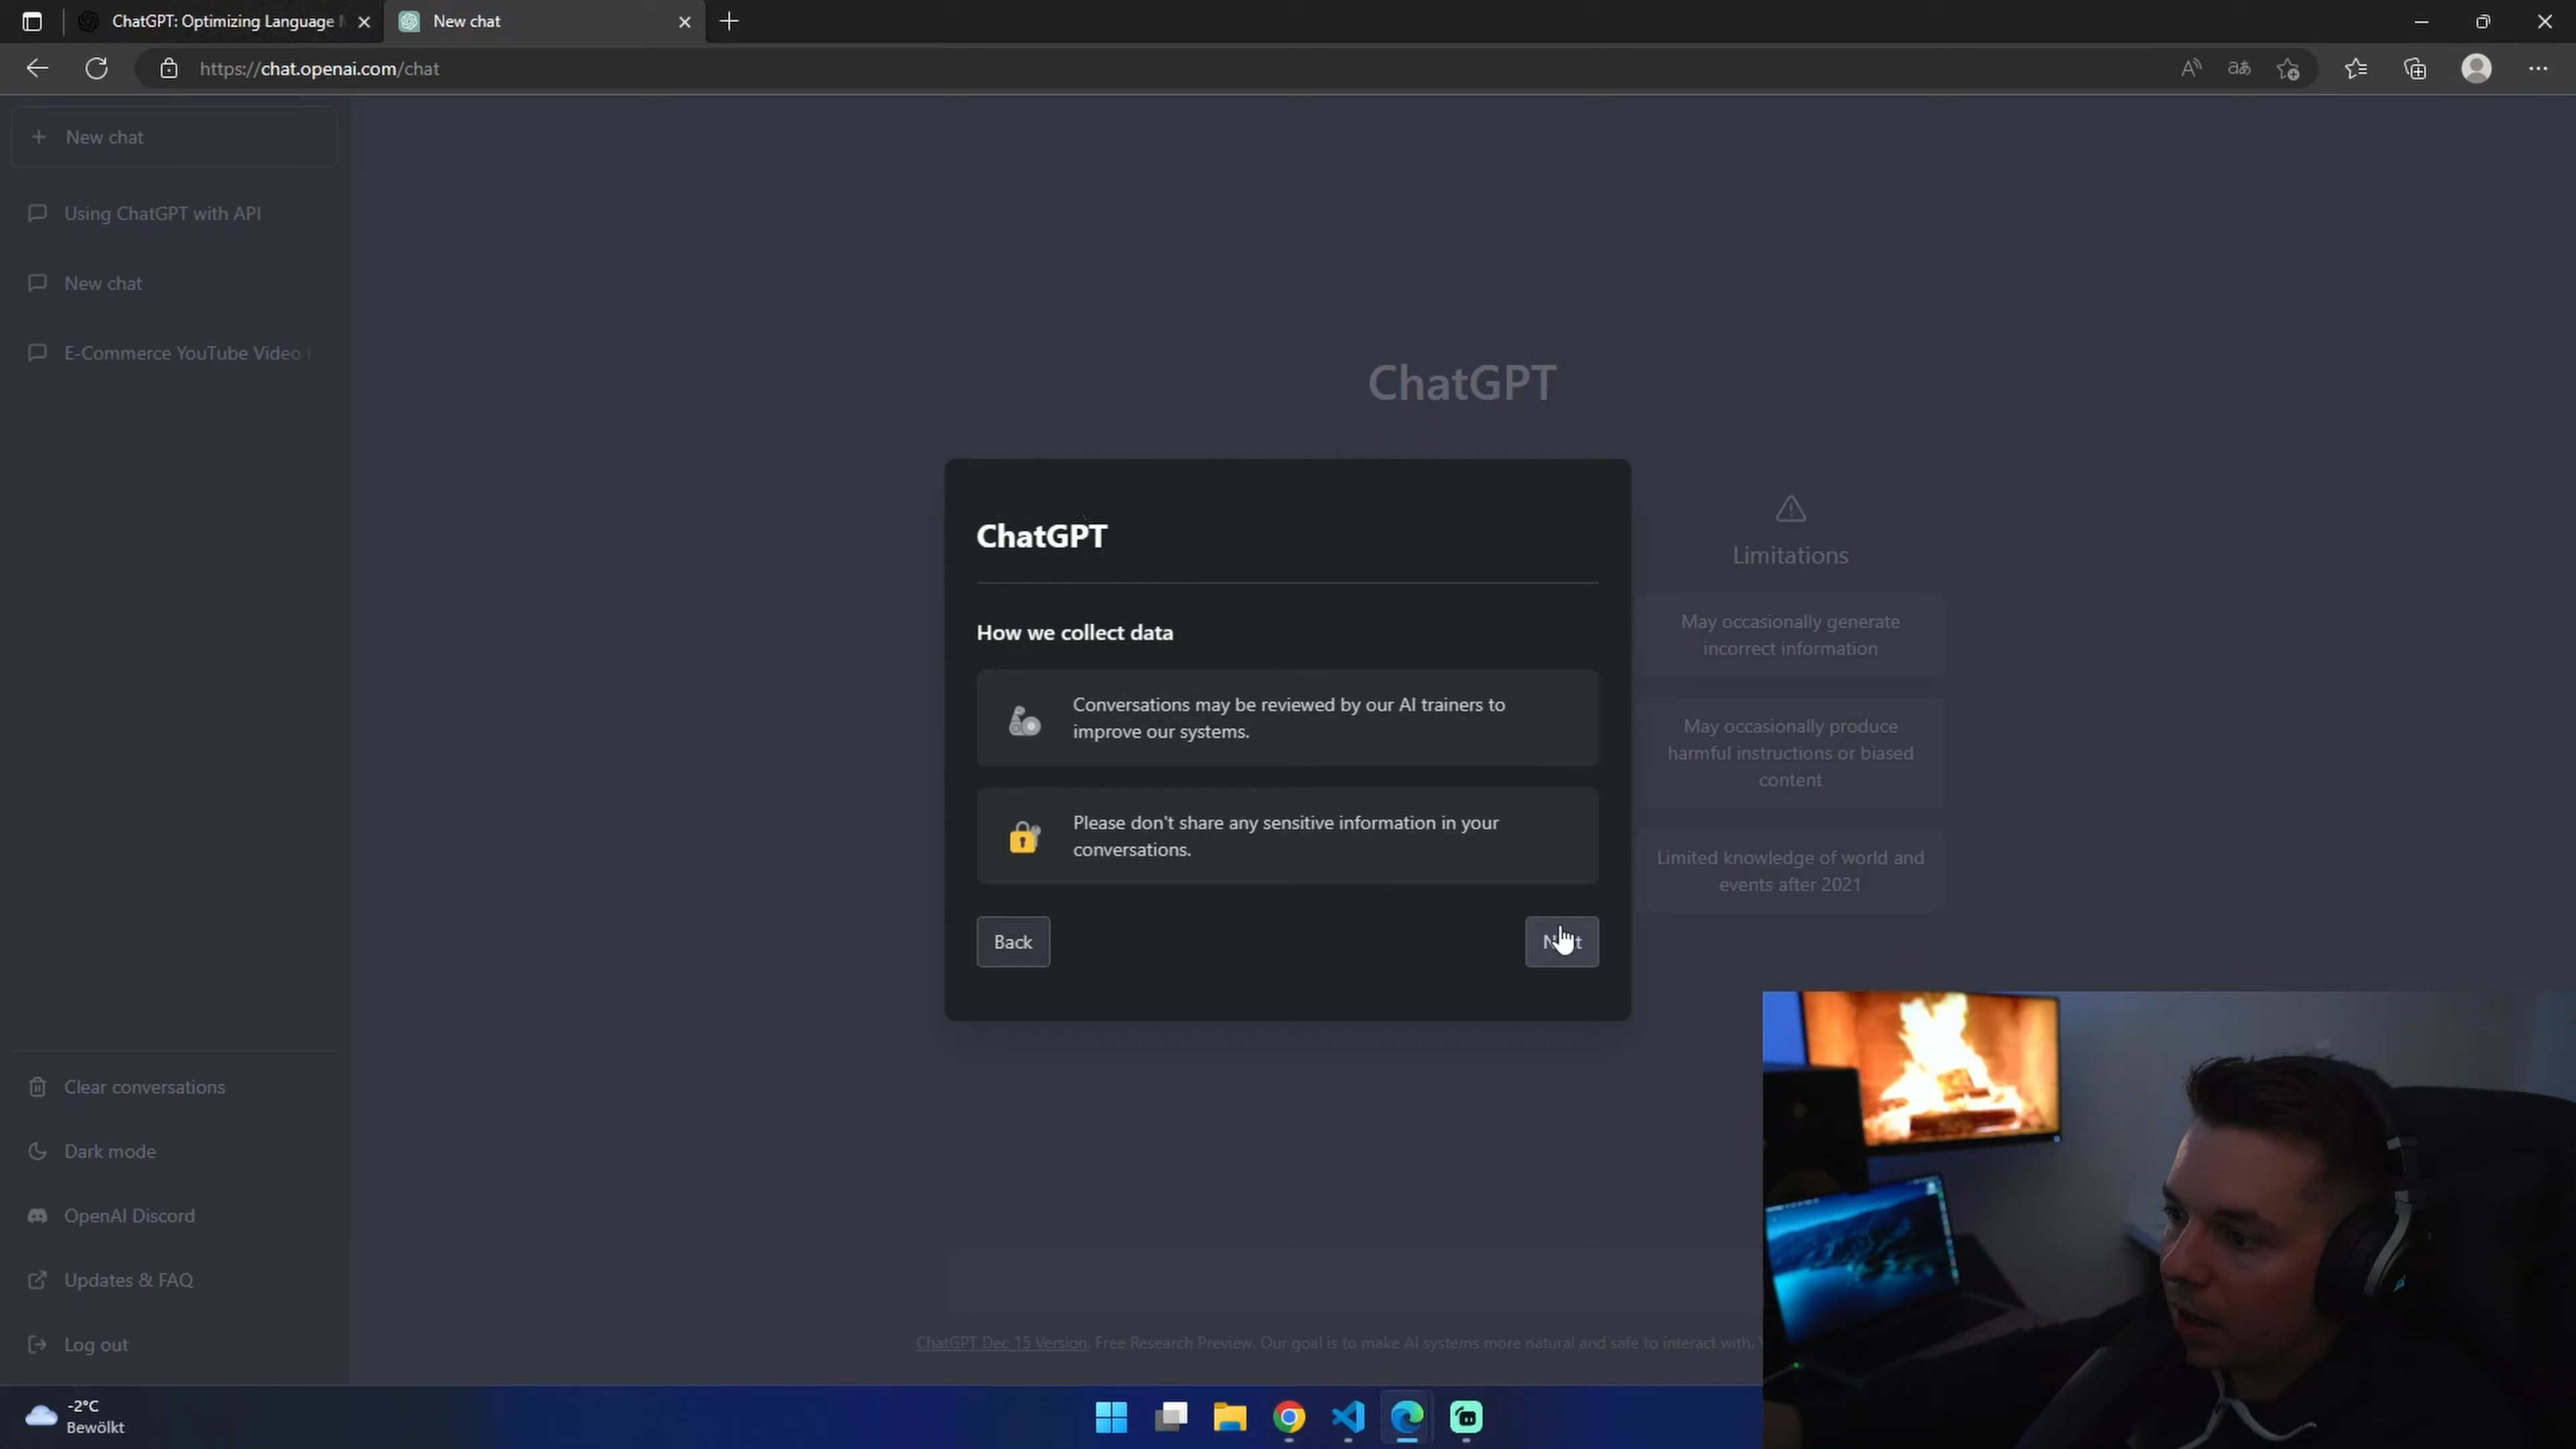 ChatGPT: Optimizing Language
New chat
https://chat.openai.com/chat
New chat
Using ChatGPT with API
New chat
E-Commerce YouTube Video
Clear conversations
Dark mode
OpenAI Discord
Updates & FAQ
Log out
ChatGPT
Limitations
May occasionally generate
incorrect information
May occasionally produce
harmful instructions or biased
content
Limited knowledge of world and
events after 2021
ChatGPT
How we collect data
Conversations may be reviewed by our AI trainers to
improve our systems.
Please don't share any sensitive information in your
conversations.
Back
ChatGPT Dec 15 Version. Free Research Preview. Our goal is to make AI systems more natural and safe to interact with.
-2°C
Bewölkt